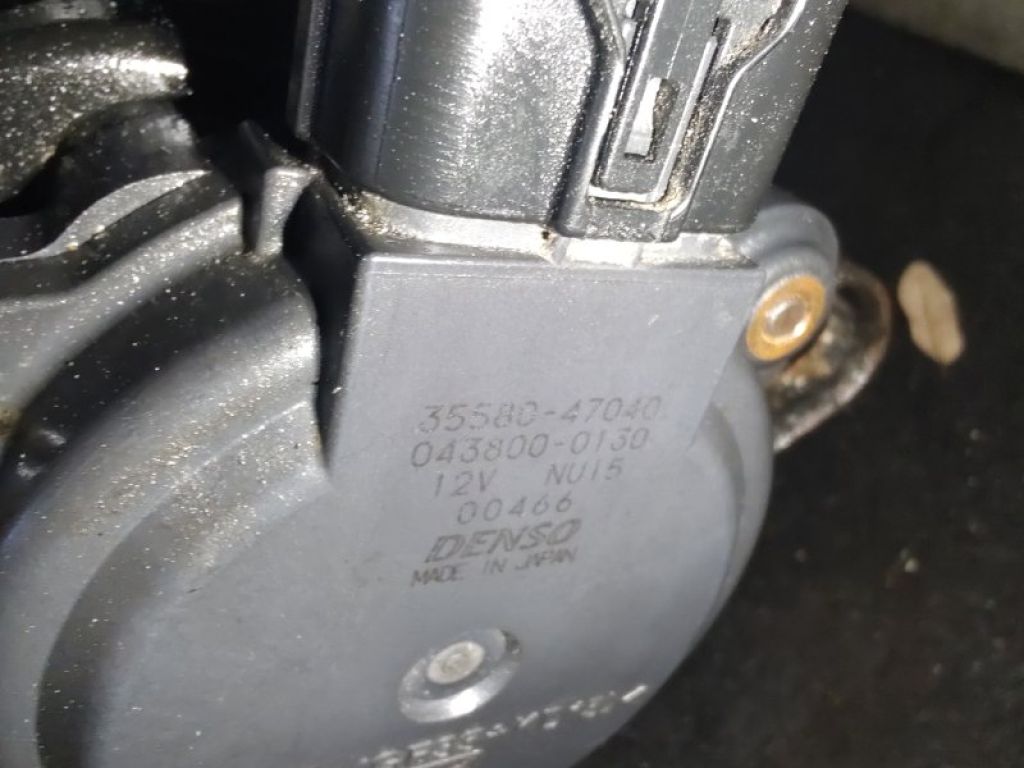 35580-47040
043800-0130
12V NU15
00466
DENSO
MADE IN JAPAN